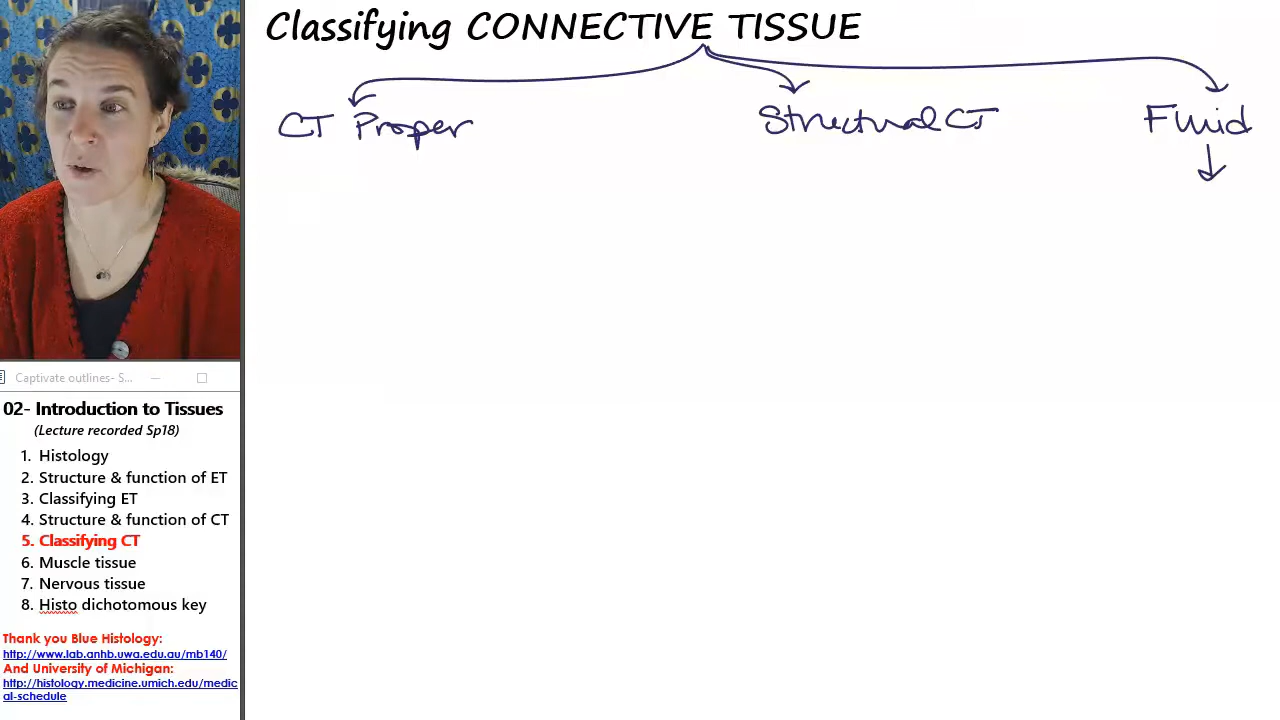 Classifying CONNECTIVE TISSUE
CT Proper
Structural CT
Fluid
Captivate outlines- S...
02- Introduction to Tissues
(Lecture recorded Sp18)
1. Histology
2. Structure & function of ET
3. Classifying ET
4. Structure & function of CT
5. Classifying CT
6. Muscle tissue
7. Nervous tissue
8. Histo dichotomous key
Thank you Blue Histology:
http://www.lab.anhb.uwa.edu.au/mb140/
And University of Michigan:
http://histology.medicine.umich.edu/medic
al-schedule